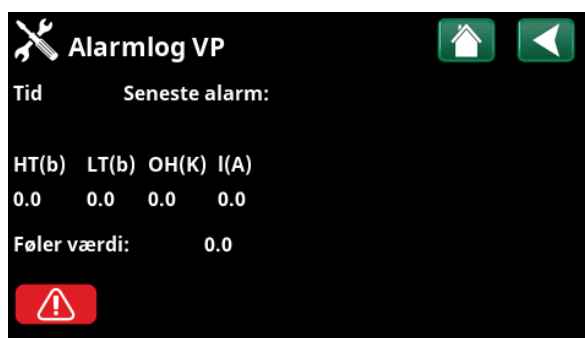 Alarmlog VP
Tid Seneste alarm:
HT(b) LT(b) OH(K) I(A)
0.0 0.0 0.0 0.0
Føler værdi: 0.0